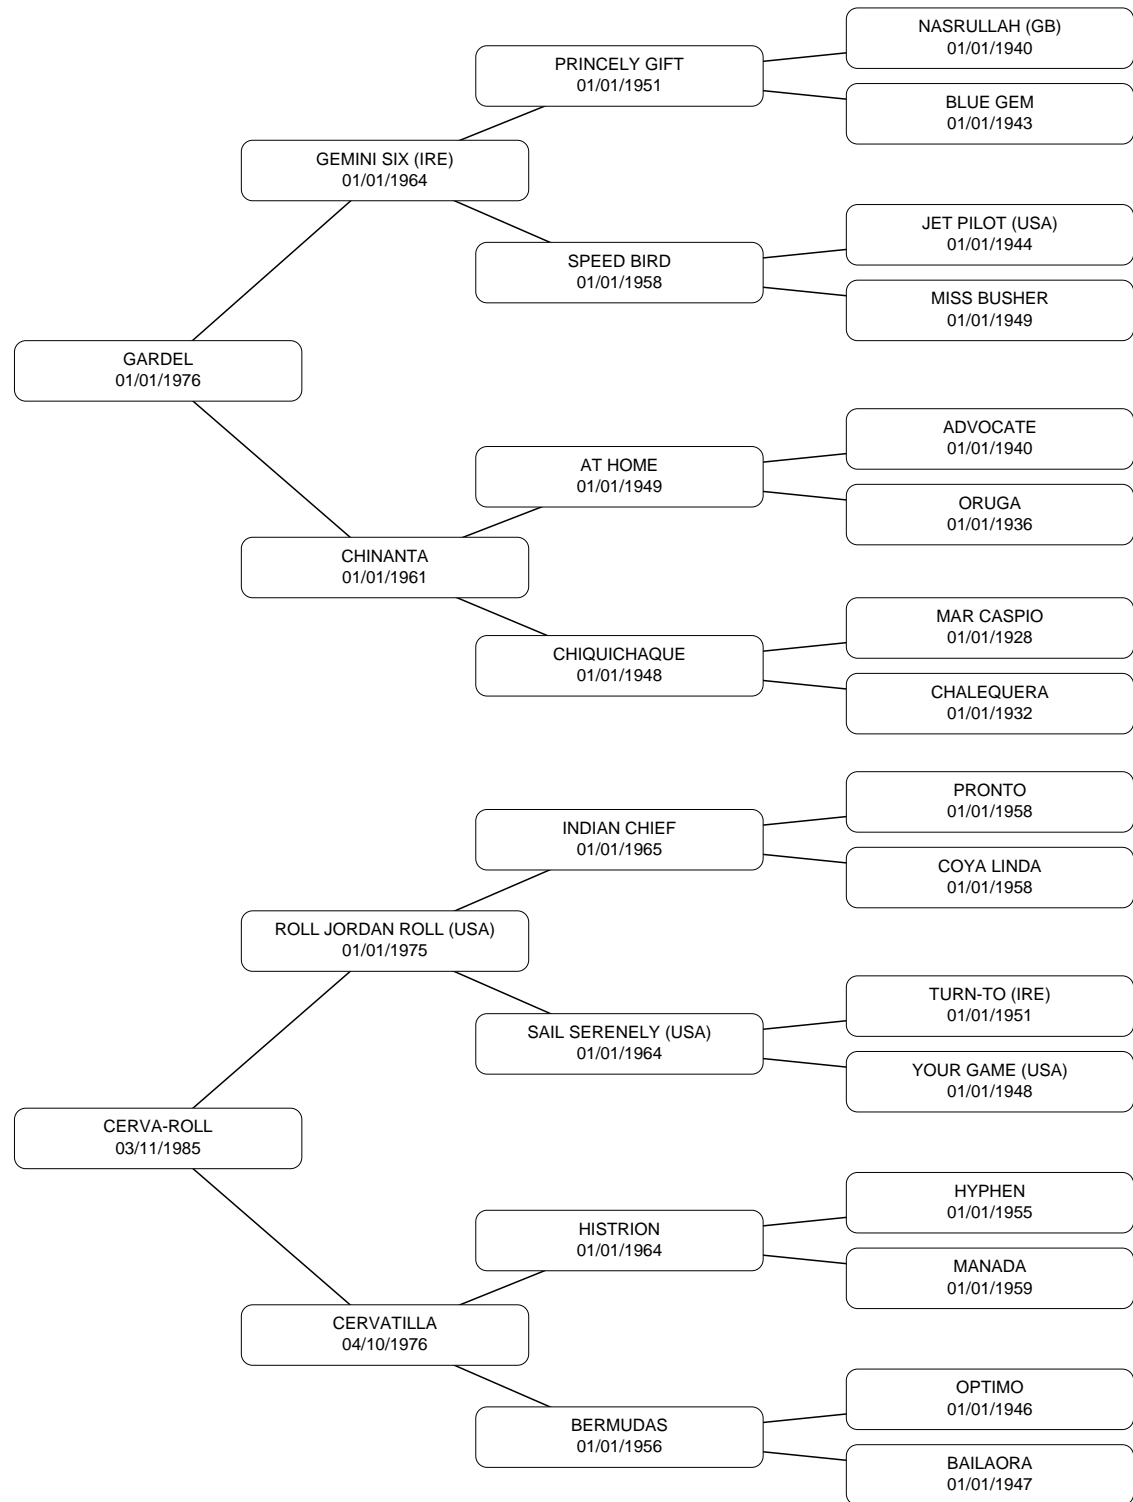 NASRULLAH (GB)
01/01/1940
PRINCELY GIFT
01/01/1951
BLUE GEM
01/01/1943
GEMINI SIX (IRE)
01/01/1964
JET PILOT (USA)
01/01/1944
SPEED BIRD
01/01/1958
MISS BUSHER
01/01/1949
GARDEL
01/01/1976
ADVOCATE
01/01/1940
AT HOME
01/01/1949
ORUGA
01/01/1936
CHINANTA
01/01/1961
MAR CASPIO
01/01/1928
CHIQUICHAQUE
01/01/1948
CHALEQUERA
01/01/1932
PRONTO
01/01/1958
INDIAN CHIEF
01/01/1965
COYA LINDA
01/01/1958
ROLL JORDAN ROLL (USA)
01/01/1975
TURN-TO (IRE)
01/01/1951
SAIL SERENELY (USA)
01/01/1964
YOUR GAME (USA)
01/01/1948
CERVA-ROLL
03/11/1985
HYPHEN
01/01/1955
HISTRION
01/01/1964
MANADA
01/01/1959
CERVATILLA
04/10/1976
OPTIMO
01/01/1946
BERMUDAS
01/01/1956
BAILAORA
01/01/1947